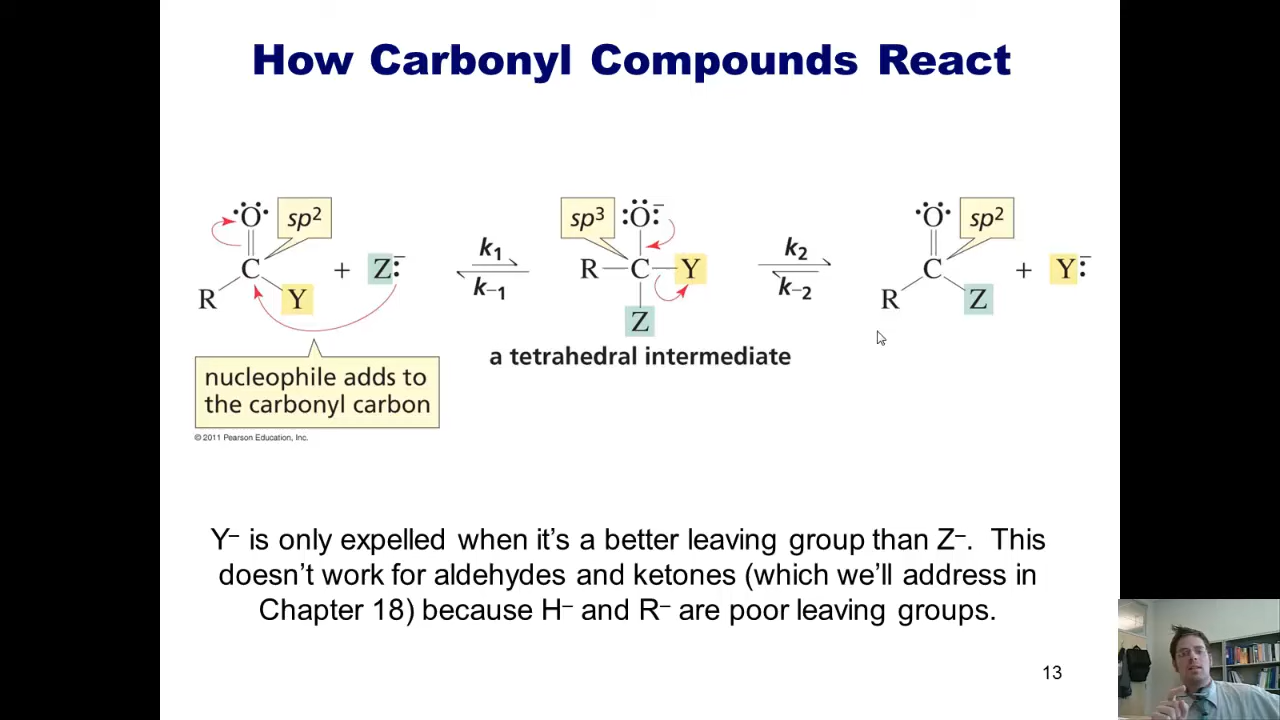 How Carbonyl Compounds React
O sp2
C + Z:–
R Y
k1
k–1
sp3 :O:–
R—C—Y
Z
k2
k–2
O sp2
C + Y:–
R Z
a tetrahedral intermediate
nucleophile adds to
the carbonyl carbon
© 2011 Pearson Education, Inc.
Y– is only expelled when it’s a better leaving group than Z–. This
doesn’t work for aldehydes and ketones (which we’ll address in
Chapter 18) because H– and R– are poor leaving groups.
13